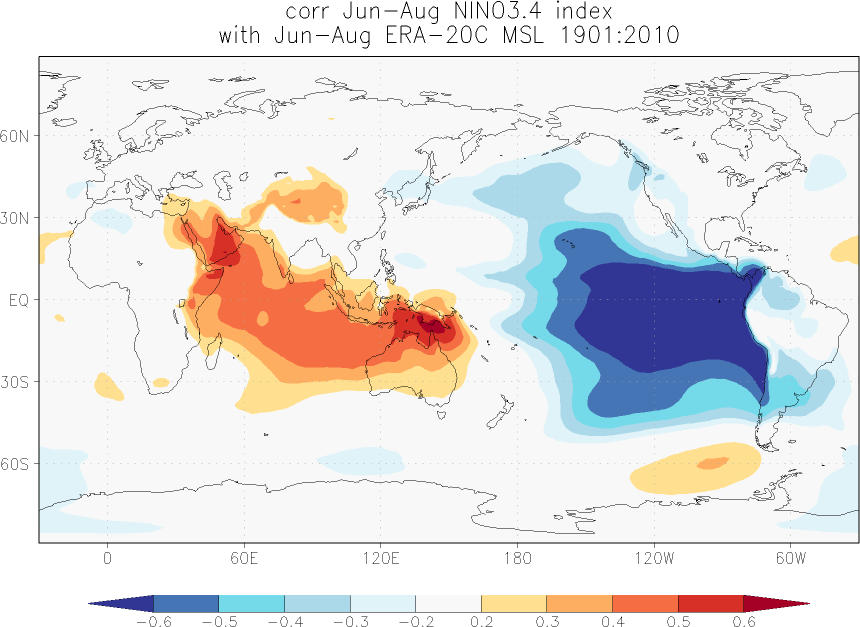 corr Jun-Aug NINO3.4 index
with Jun-Aug ERA-20C MSL 1901:2010
60N
30N
EQ
30S
60S
0 60E 120E 180 120W 60W
-0.6 -0.5 -0.4 -0.3 -0.2 0.2 0.3 0.4 0.5 0.6